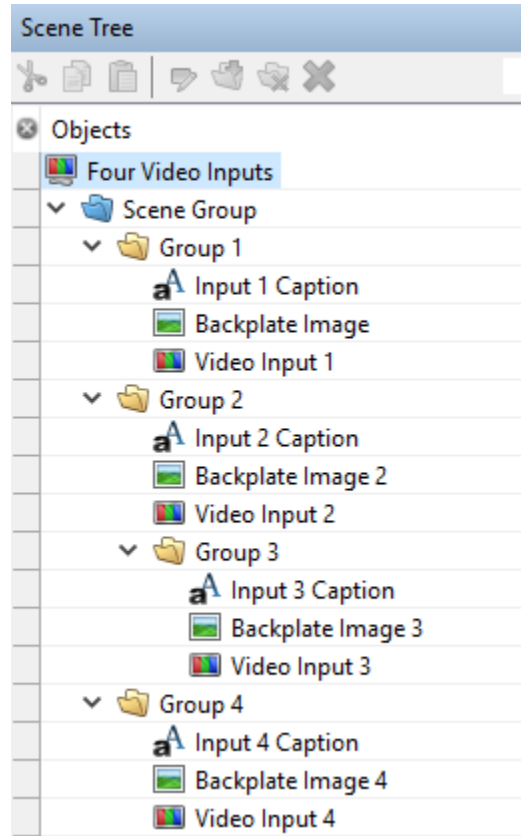 Scene Tree
Objects
Four Video Inputs
Scene Group
Group 1
Input 1 Caption
Backplate Image
Video Input 1
Group 2
Input 2 Caption
Backplate Image 2
Video Input 2
Group 3
Input 3 Caption
Backplate Image 3
Video Input 3
Group 4
Input 4 Caption
Backplate Image 4
Video Input 4